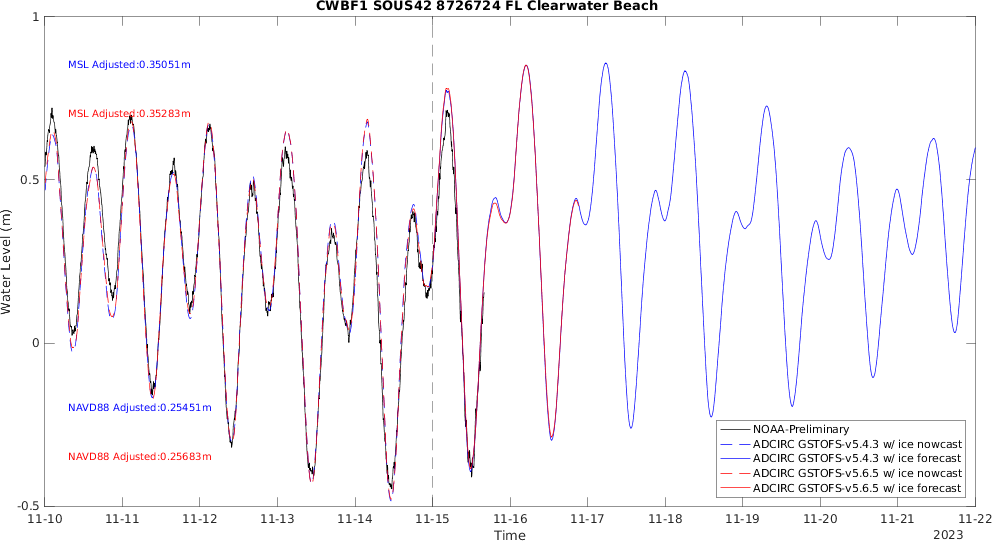 CWBF1 SOUS42 8726724 FL Clearwater Beach
1
0.5
0
-0.5
Water Level (m)
MSL Adjusted:0.35051m
MSL Adjusted:0.35283m
NAVD88 Adjusted:0.25451m
NAVD88 Adjusted:0.25683m
NOAA-Preliminary
ADCIRC GSTOFS-v5.4.3 w/ ice nowcast
ADCIRC GSTOFS-v5.4.3 w/ ice forecast
ADCIRC GSTOFS-v5.6.5 w/ ice nowcast
ADCIRC GSTOFS-v5.6.5 w/ ice forecast
11-10 11-11 11-12 11-13 11-14 11-15 11-16 11-17 11-18 11-19 11-20 11-21 11-22
Time
2023